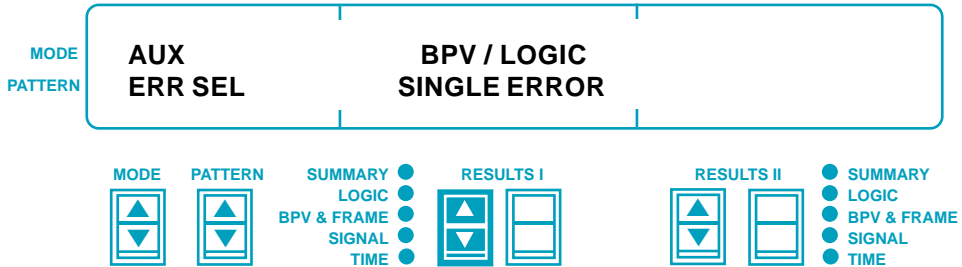 MODE AUX BPV / LOGIC
PATTERN ERR SEL SINGLE ERROR
MODE PATTERN SUMMARY RESULTS I RESULTS II SUMMARY
LOGIC LOGIC
BPV & FRAME BPV & FRAME
SIGNAL SIGNAL
TIME TIME